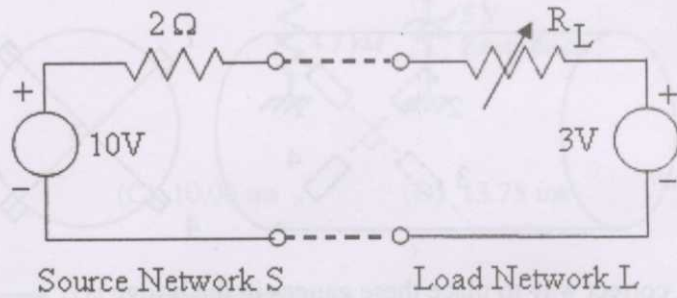 2 Ω
R_L
+
+
10V
3V
−
−
Source Network S
Load Network L